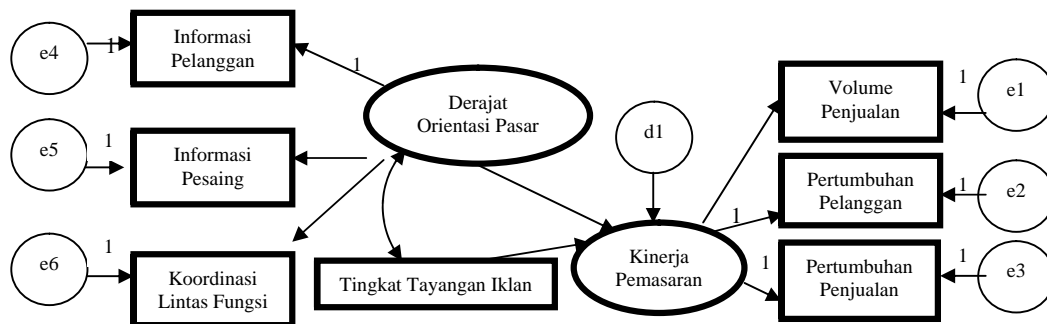 e4
1
Informasi
Pelanggan
1
Derajat
Orientasi Pasar
Volume
Penjualan
1
e1
d1
e5
1
Informasi
Pesaing
Pertumbuhan
Pelanggan
1
e2
1
e6
1
Koordinasi
Lintas Fungsi
Tingkat Tayangan Iklan
Kinerja
Pemasaran
1
Pertumbuhan
Penjualan
1
e3